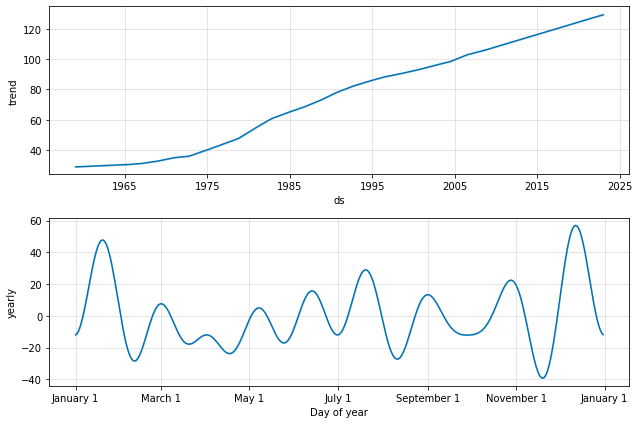 120
100
80
60
40
trend
1965
1975
1985
1995
2005
2015
2025
ds
60
40
20
0
−20
−40
yearly
January 1
March 1
May 1
July 1
September 1
November 1
January 1
Day of year